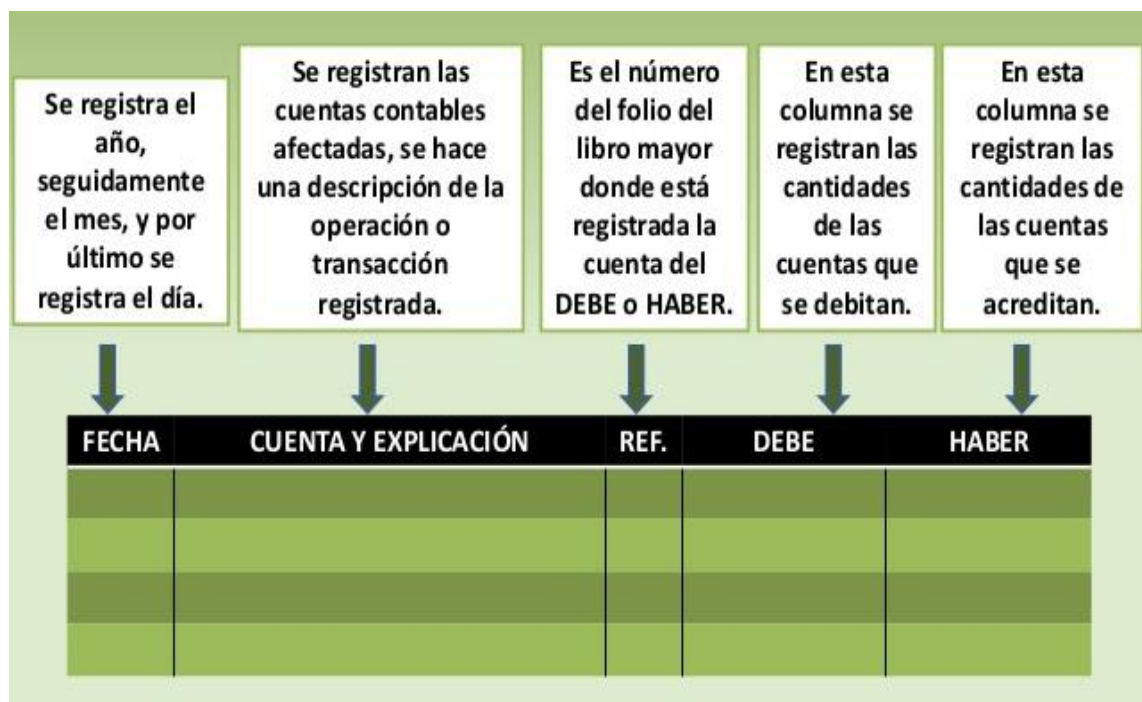 Se registra el
año,
seguidamente
el mes, y por
último se
registra el día.
Se registran las
cuentas contables
afectadas, se hace
una descripción de la
operación o
transacción
registrada.
Es el número
del folio del
libro mayor
donde está
registrada la
cuenta del
DEBE o HABER.
En esta
columna se
registran las
cantidades
de las
cuentas que
se debitan.
En esta
columna se
registran las
cantidades de
las cuentas
que se
acreditan.
FECHA CUENTA Y EXPLICACIÓN REF. DEBE HABER